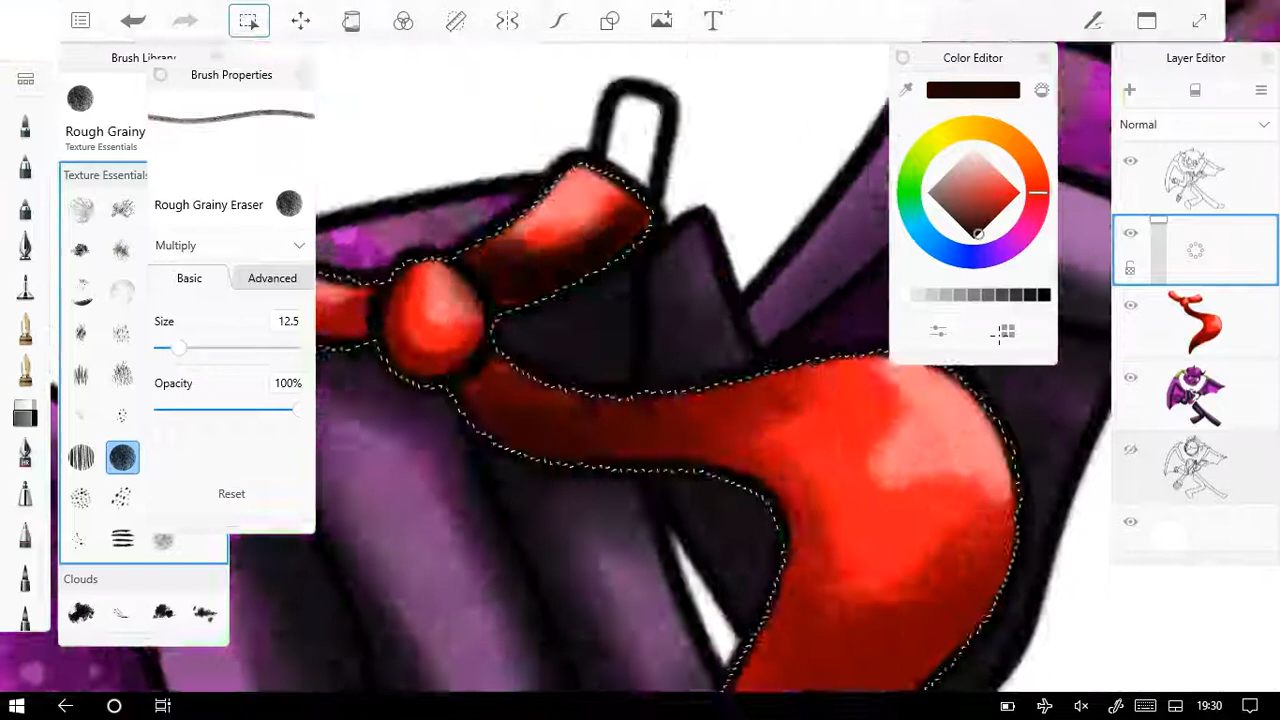 Brush Library
Brush Properties
Color Editor
Layer Editor
Rough Grainy
Texture Essentials
Normal
Texture Essentials
Rough Grainy Eraser
Multiply
Basic
Advanced
Size
12.5
Opacity
100%
Reset
Clouds
19:30